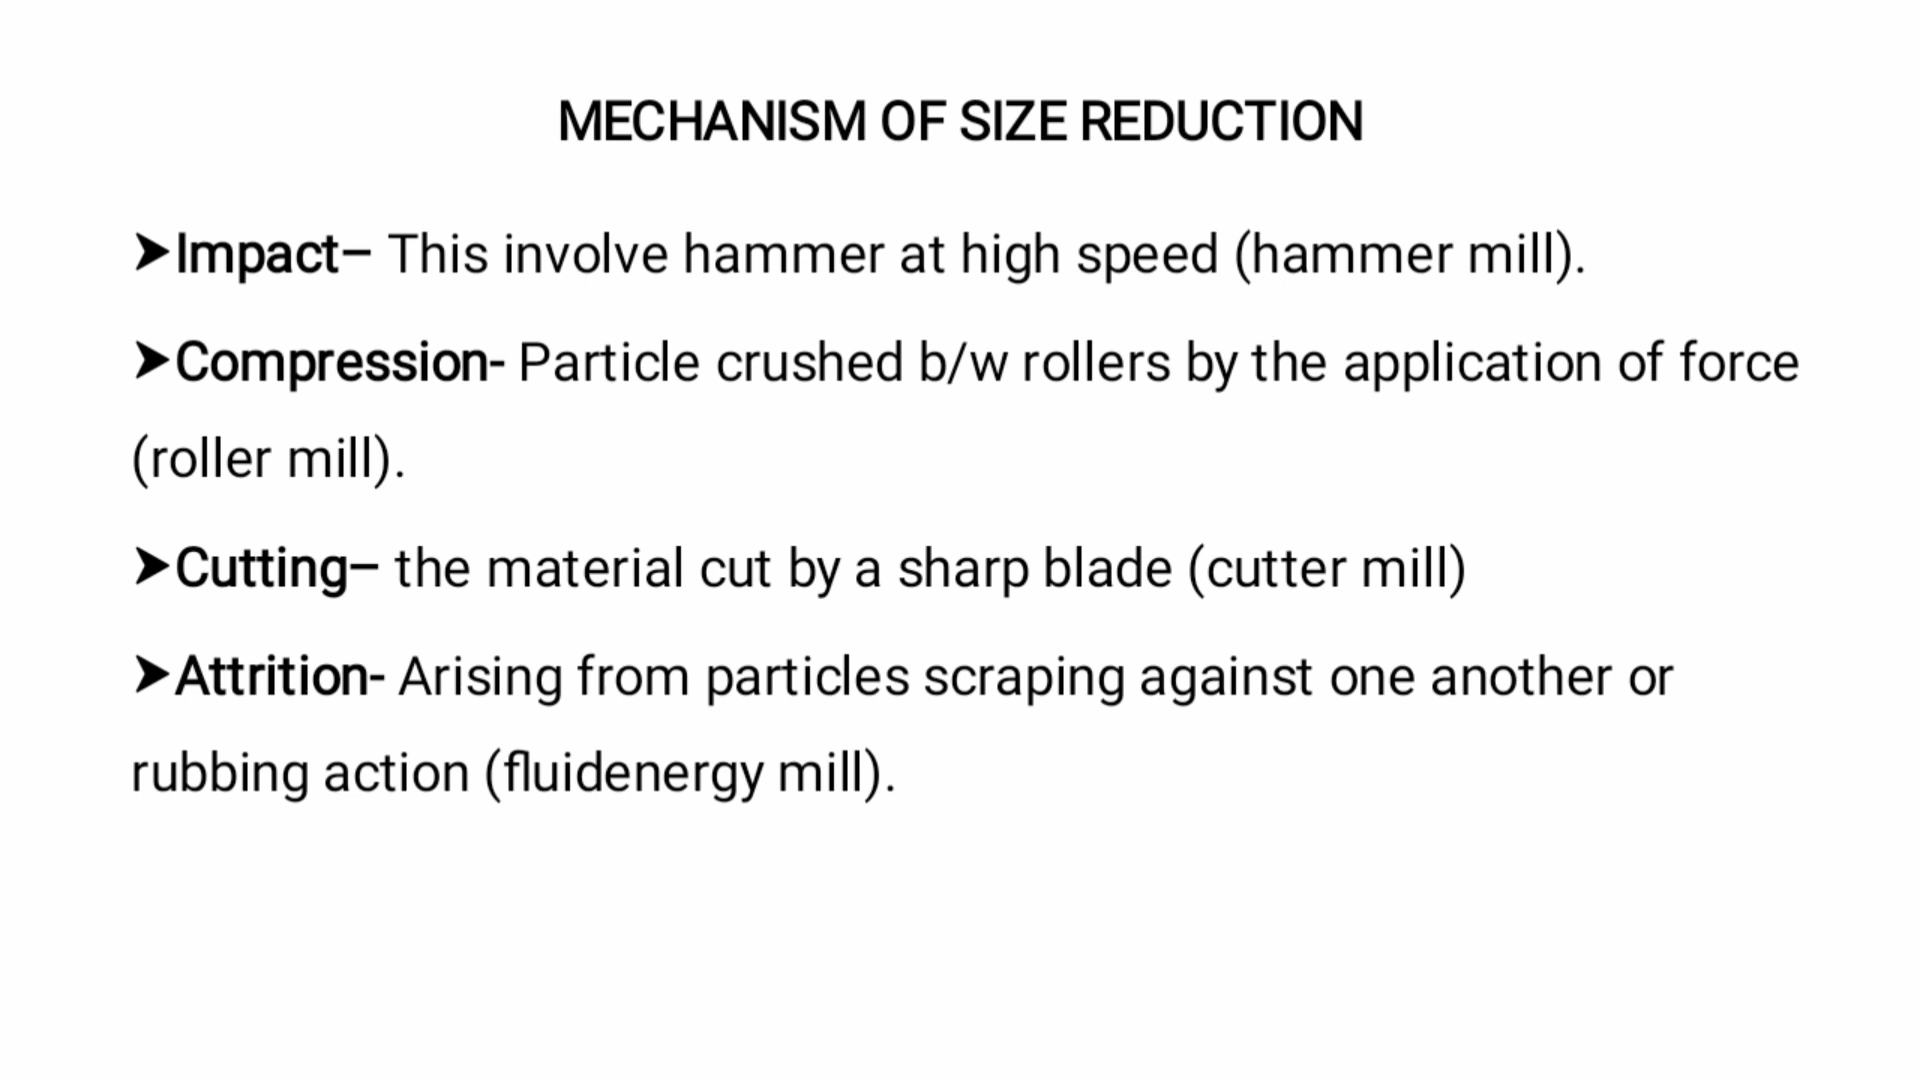 MECHANISM OF SIZE REDUCTION
➤Impact– This involve hammer at high speed (hammer mill).
➤Compression- Particle crushed b/w rollers by the application of force
(roller mill).
➤Cutting– the material cut by a sharp blade (cutter mill)
➤Attrition- Arising from particles scraping against one another or
rubbing action (fluidenergy mill).